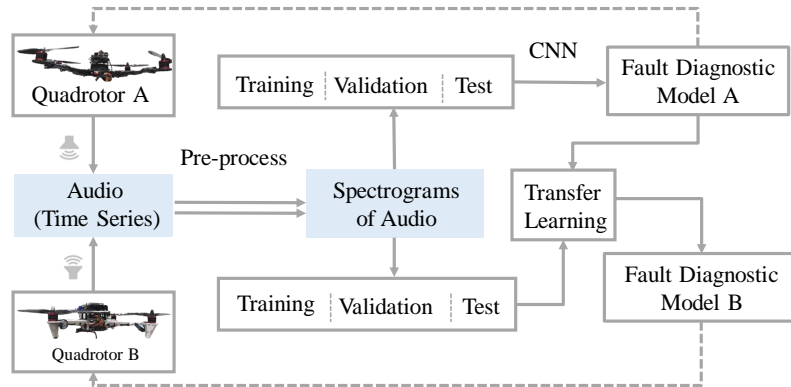 Quadrotor A
Training
Validation
Test
CNN
Fault Diagnostic
Model A
Pre-process
Audio
(Time Series)
Spectrograms
of Audio
Transfer
Learning
Training
Validation
Test
Fault Diagnostic
Model B
Quadrotor B